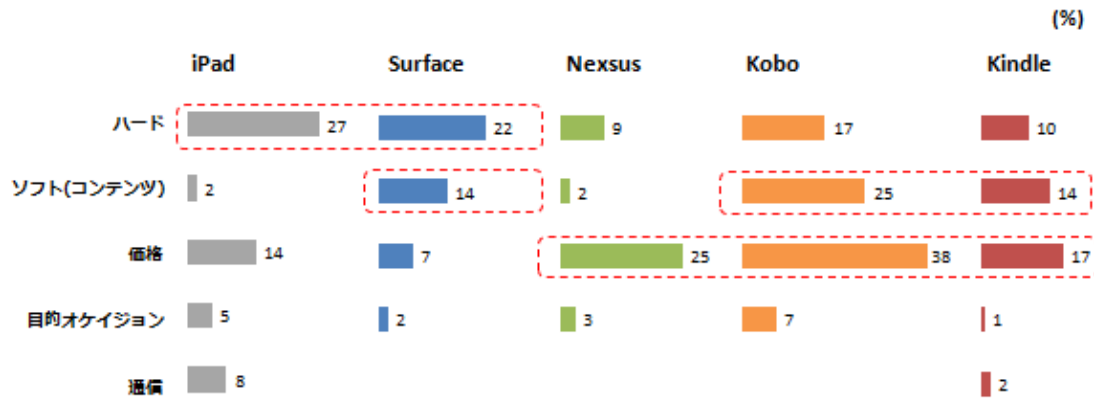 (%)
iPad Surface Nexsus Kobo Kindle
ハード 27 22 9 17 10
ソフト(コンテンツ) 2 14 2 25 14
価格 14 7 25 38 17
目的オケイジョン 5 2 3 7 1
通信 8 2